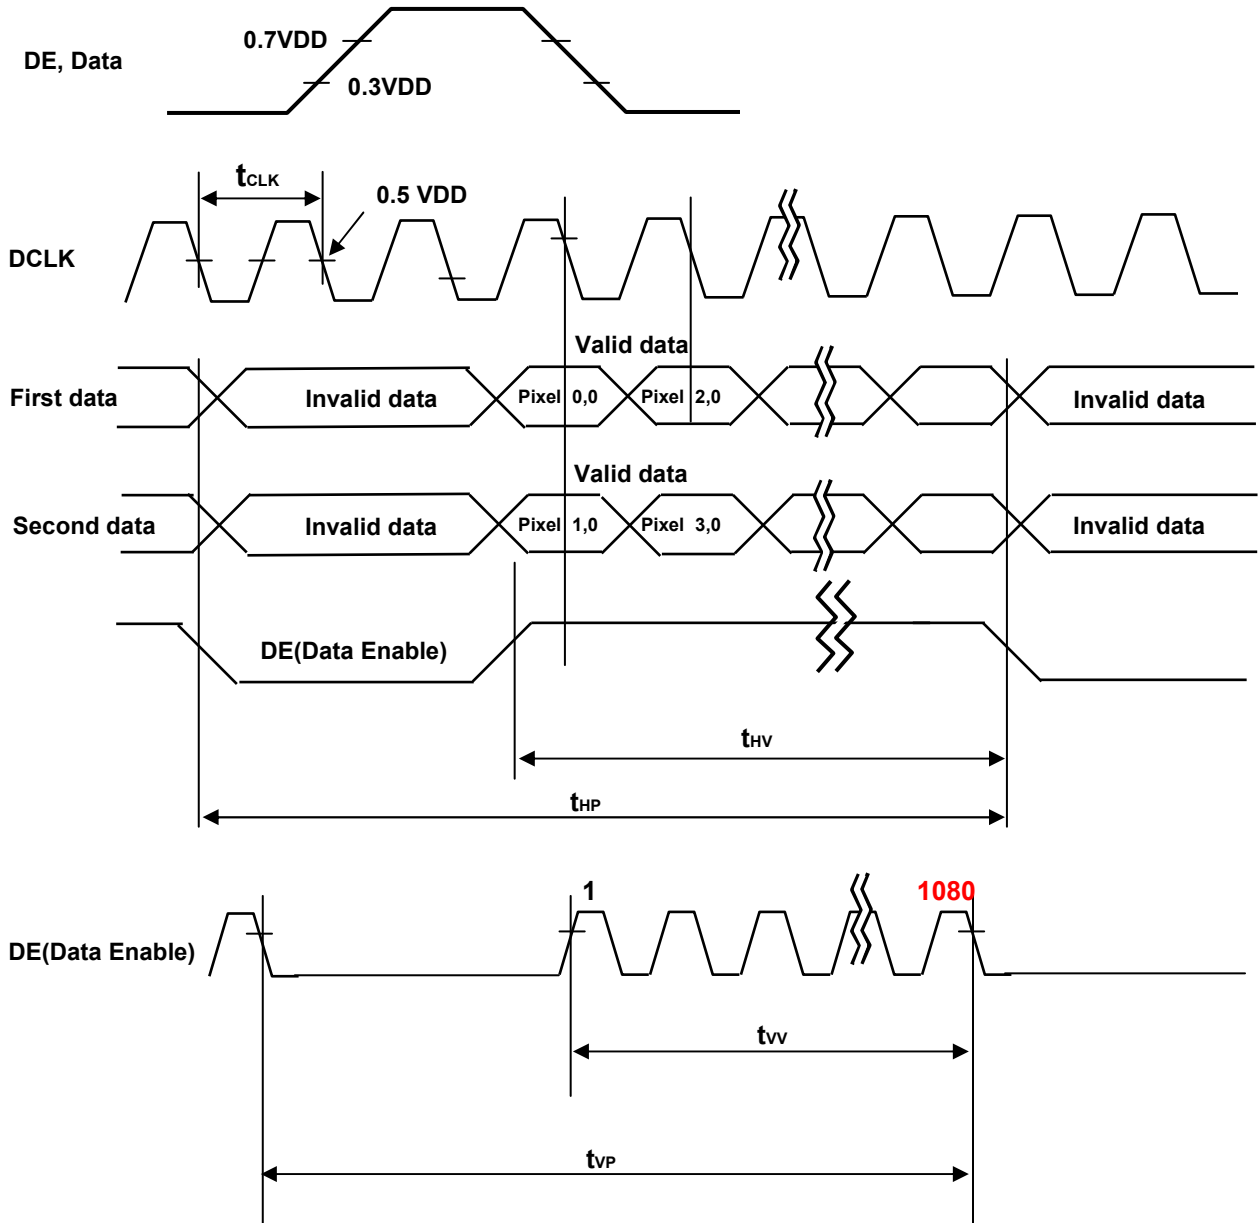 0.7VDD
DE, Data
0.3VDD
tCLK
0.5 VDD
DCLK
Valid data
First data
Invalid data
Pixel 0,0
Pixel 2,0
Invalid data
Valid data
Second data
Invalid data
Pixel 1,0
Pixel 3,0
Invalid data
DE(Data Enable)
tHV
tHP
1
1080
DE(Data Enable)
tVV
tVP